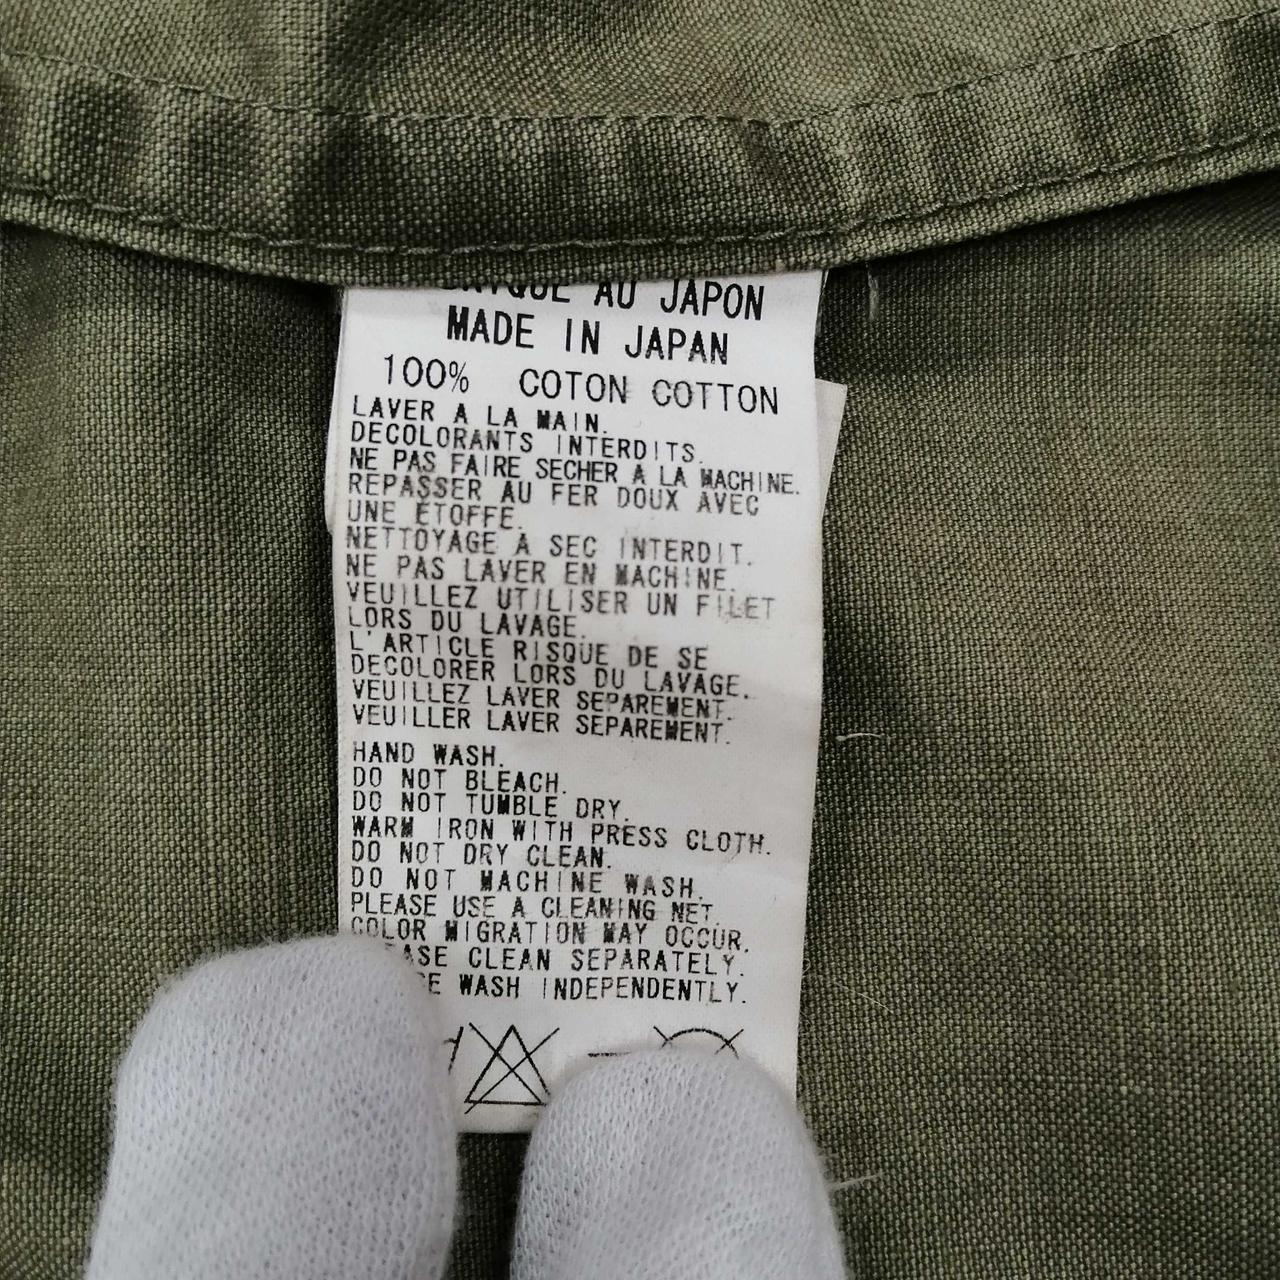 AU JAPON
MADE IN JAPAN
100% COTON COTTON
LAVER A LA MAIN.
DECOLORANTS INTERDITS.
NE PAS FAIRE SECHER A LA MACHINE.
REPASSER AU FER DOUX AVEC
UNE ÉTOFFE.
NETTOYAGE A SEC INTERDIT.
NE PAS LAVER EN MACHINE.
VEUILLEZ UTILISER UN FILET
LORS DU LAVAGE.
L'ARTICLE RISQUE DE SE
DECOLORER LORS DU LAVAGE.
VEUILLEZ LAVER SEPAREMENT.
VEUILLER LAVER SEPAREMENT.
HAND WASH.
DO NOT BLEACH.
DO NOT TUMBLE DRY.
WARM IRON WITH PRESS CLOTH.
DO NOT DRY CLEAN.
DO NOT MACHINE WASH.
PLEASE USE A CLEANING NET.
COLOR MIGRATION MAY OCCUR.
CLEAN SEPARATELY.
WASH INDEPENDENTLY.